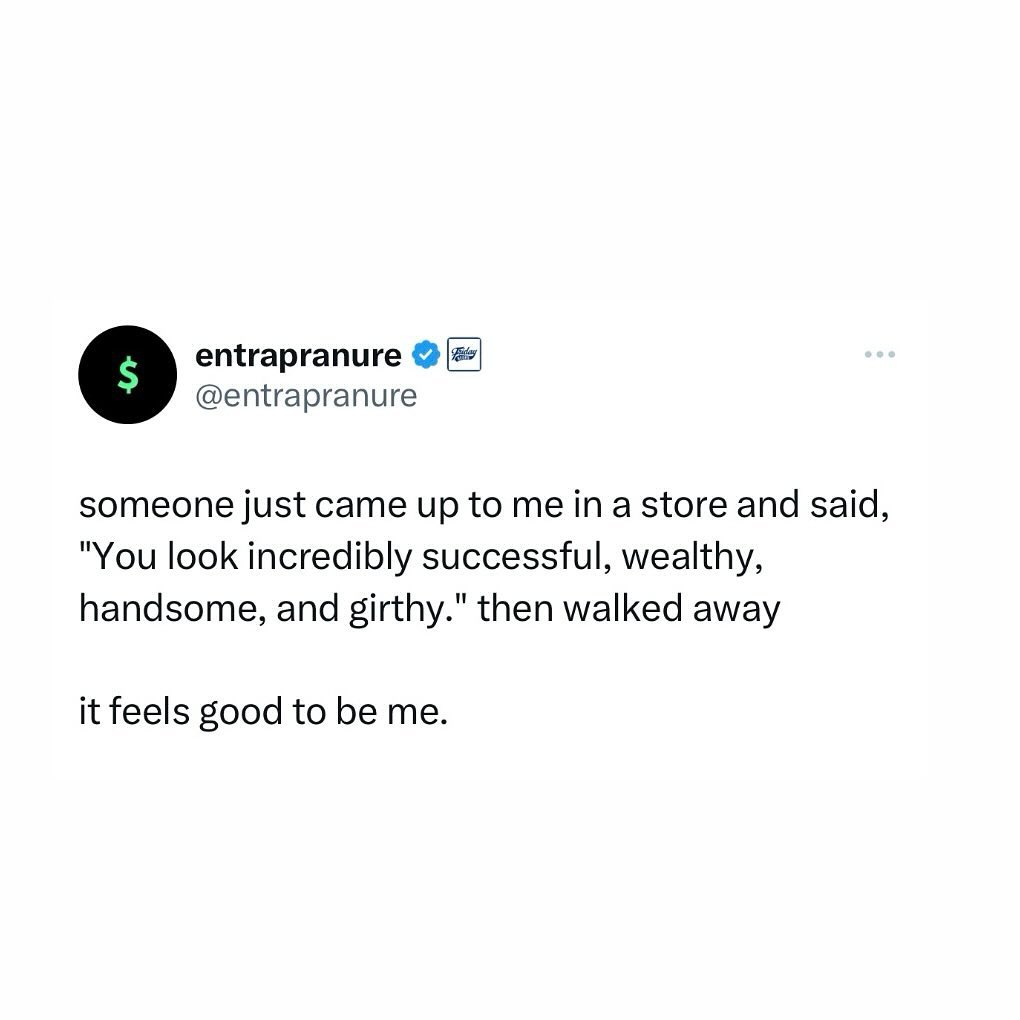 $
entrapranure
Friday
@entrapranure
someone just came up to me in a store and said,
"You look incredibly successful, wealthy,
handsome, and girthy." then walked away
it feels good to be me.